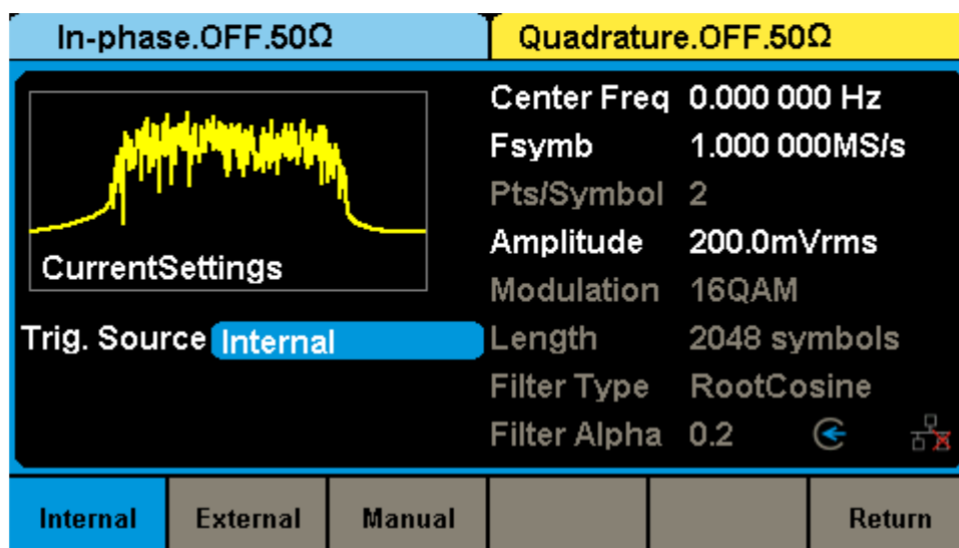 In-phase.OFF.50Ω
Quadrature.OFF.50Ω
Center Freq 0.000 000 Hz
Fsymb 1.000 000MS/s
Pts/Symbol 2
Amplitude 200.0mVrms
CurrentSettings
Modulation 16QAM
Trig. Source Internal
Length 2048 symbols
Filter Type RootCosine
Filter Alpha 0.2
Internal External Manual Return